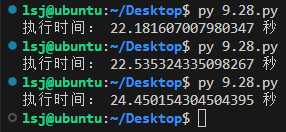 lsj@ubuntu:~/Desktop$ py 9.28.py
执行时间： 22.181607007980347 秒
lsj@ubuntu:~/Desktop$ py 9.28.py
执行时间： 22.535324335098267 秒
lsj@ubuntu:~/Desktop$ py 9.28.py
执行时间： 24.450154304504395 秒
lsj@ubuntu:~/Desktop$